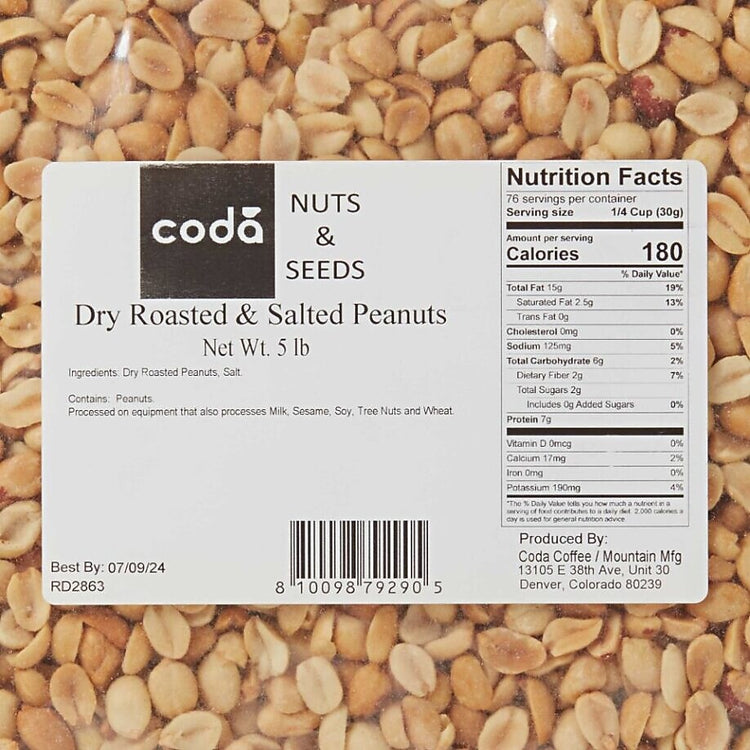 coda
NUTS
&
SEEDS
Dry Roasted & Salted Peanuts
Net Wt. 5 lb
Ingredients: Dry Roasted Peanuts, Salt.
Contains: Peanuts.
Processed on equipment that also processes Milk, Sesame, Soy, Tree Nuts and Wheat.
Best By: 07/09/24
RD2863
8 10098 79290 5
Nutrition Facts
76 servings per container
Serving size 1/4 Cup (30g)
Amount per serving
Calories 180
% Daily Value*
Total Fat 15g 19%
Saturated Fat 2.5g 13%
Trans Fat 0g
Cholesterol 0mg 0%
Sodium 125mg 5%
Total Carbohydrate 6g 2%
Dietary Fiber 2g 7%
Total Sugars 2g
Includes 0g Added Sugars 0%
Protein 7g
Vitamin D 0mcg 0%
Calcium 17mg 2%
Iron 0mg 0%
Potassium 190mg 4%
*The % Daily Value tells you how much a nutrient in a
serving of food contributes to a daily diet. 2,000 calories a
day is used for general nutrition advice.
Produced By:
Coda Coffee / Mountain Mfg
13105 E 38th Ave, Unit 30
Denver, Colorado 80239